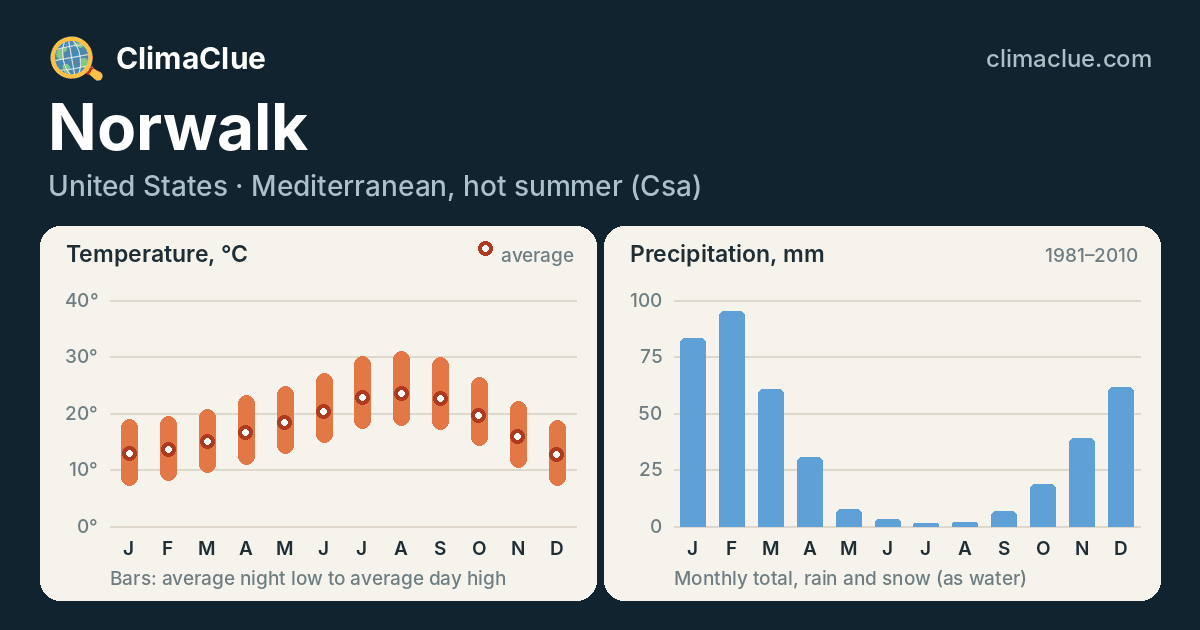 ClimaClue
climaclue.com
Norwalk
United States · Mediterranean, hot summer (Csa)
Temperature, °C
average
40°
30°
20°
10°
0°
J F M A M J J A S O N D
Bars: average night low to average day high
Precipitation, mm
1981–2010
100
75
50
25
0
J F M A M J J A S O N D
Monthly total, rain and snow (as water)